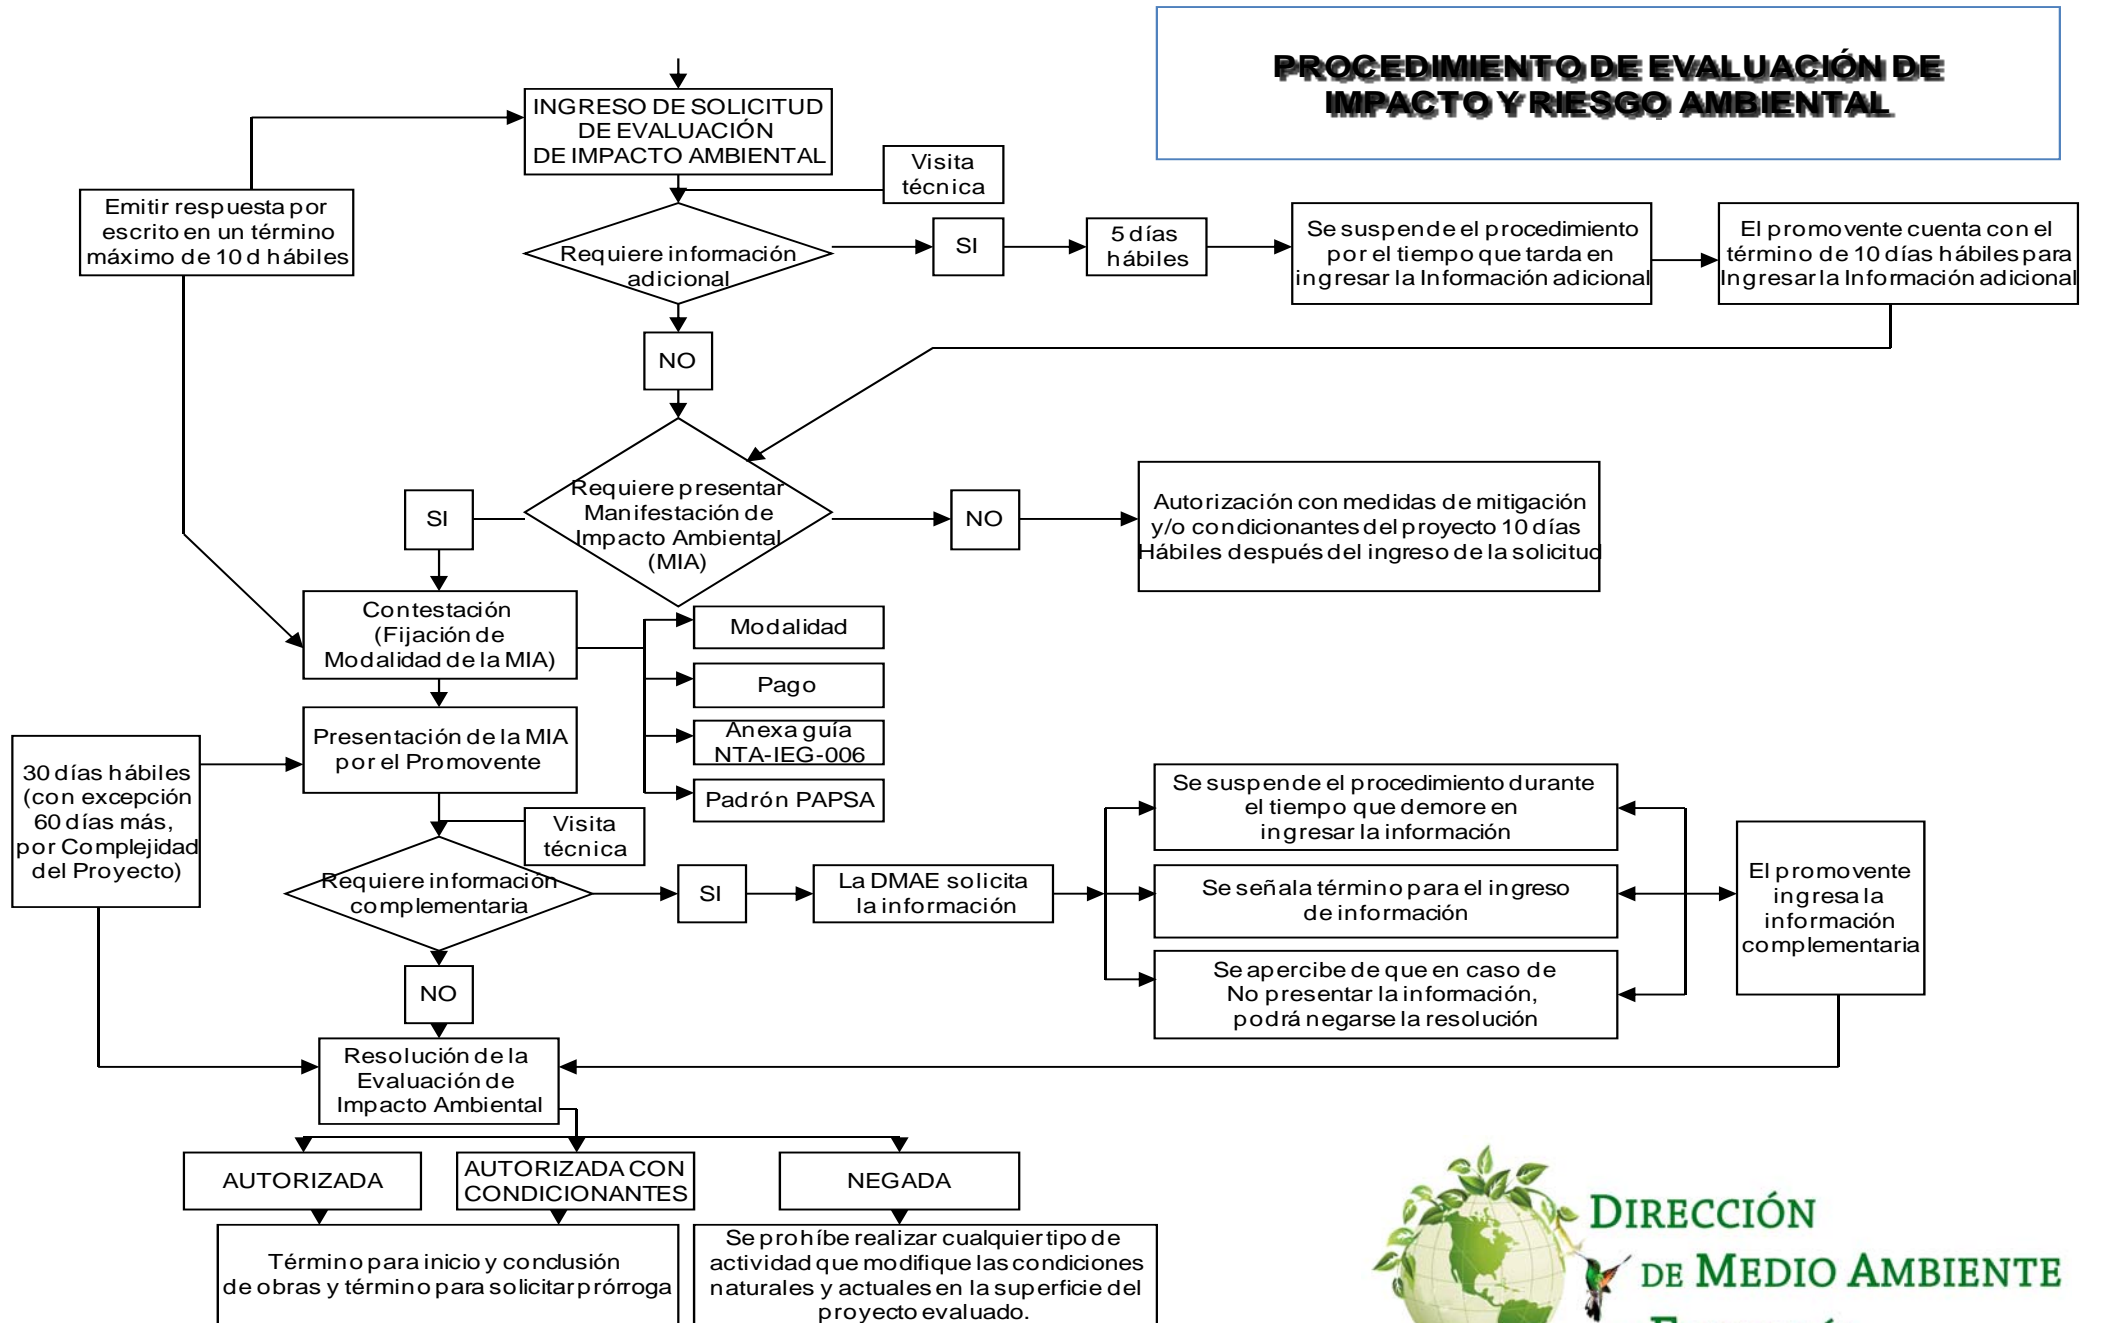 PROCEDIMIENTO DE EVALUACIÓN DE
IMPACTO Y RIESGO AMBIENTAL
INGRESO DE SOLICITUD
DE EVALUACIÓN
DE IMPACTO AMBIENTAL
Visita
técnica
Emitir respuesta por
escrito en un término
máximo de 10 d hábiles
Requiere información
adicional
SI
5 días
hábiles
Se suspende el procedimiento
por el tiempo que tarda en
ingresar la Información adicional
El promovente cuenta con el
término de 10 días hábiles para
Ingresar la Información adicional
NO
Requiere presentar
Manifestación de
Impacto Ambiental
(MIA)
SI
NO
Autorización con medidas de mitigación
y/o condicionantes del proyecto 10 días
Hábiles después del ingreso de la solicitud
Contestación
(Fijación de
Modalidad de la MIA)
Modalidad
Pago
Anexa guía
NTA-IEG-006
Padrón PAPSA
Presentación de la MIA
por el Promovente
30 días hábiles
(con excepción
60 días más,
por Complejidad
del Proyecto)
Visita
técnica
Requiere información
complementaria
SI
La DMAE solicita
la información
Se suspende el procedimiento durante
el tiempo que demore en
ingresar la información
Se señala término para el ingreso
de información
Se apercibe de que en caso de
No presentar la información,
podrá negarse la resolución
El promovente
ingresa la
información
complementaria
NO
Resolución de la
Evaluación de
Impacto Ambiental
AUTORIZADA
AUTORIZADA CON
CONDICIONANTES
NEGADA
Término para inicio y conclusión
de obras y término para solicitar prórroga
Se prohíbe realizar cualquier tipo de
actividad que modifique las condiciones
naturales y actuales en la superficie del
proyecto evaluado.
DIRECCIÓN
DE MEDIO AMBIENTE